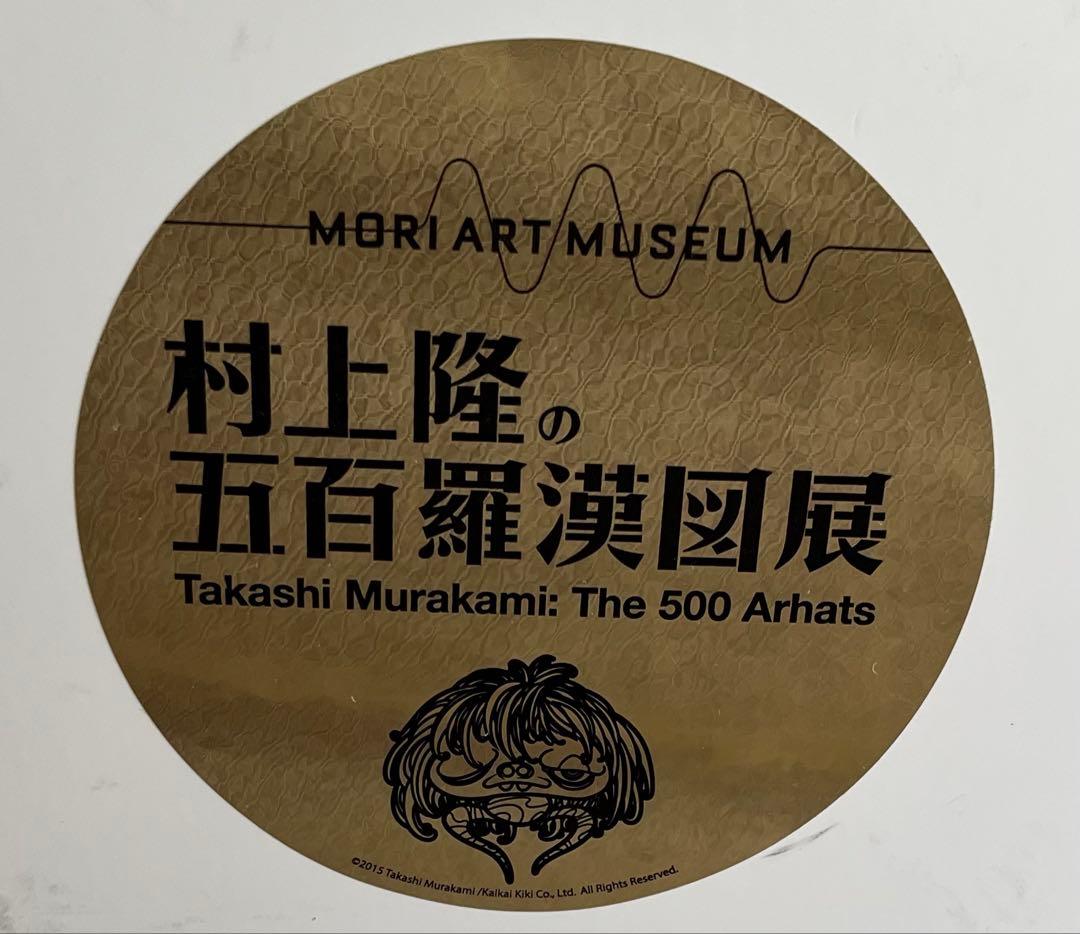 MORI ART MUSEUM
村上隆の
五百羅漢図展
Takashi Murakami: The 500 Arhats
©2015 Takashi Murakami /Kaikai Kiki Co., Ltd. All Rights Reserved.